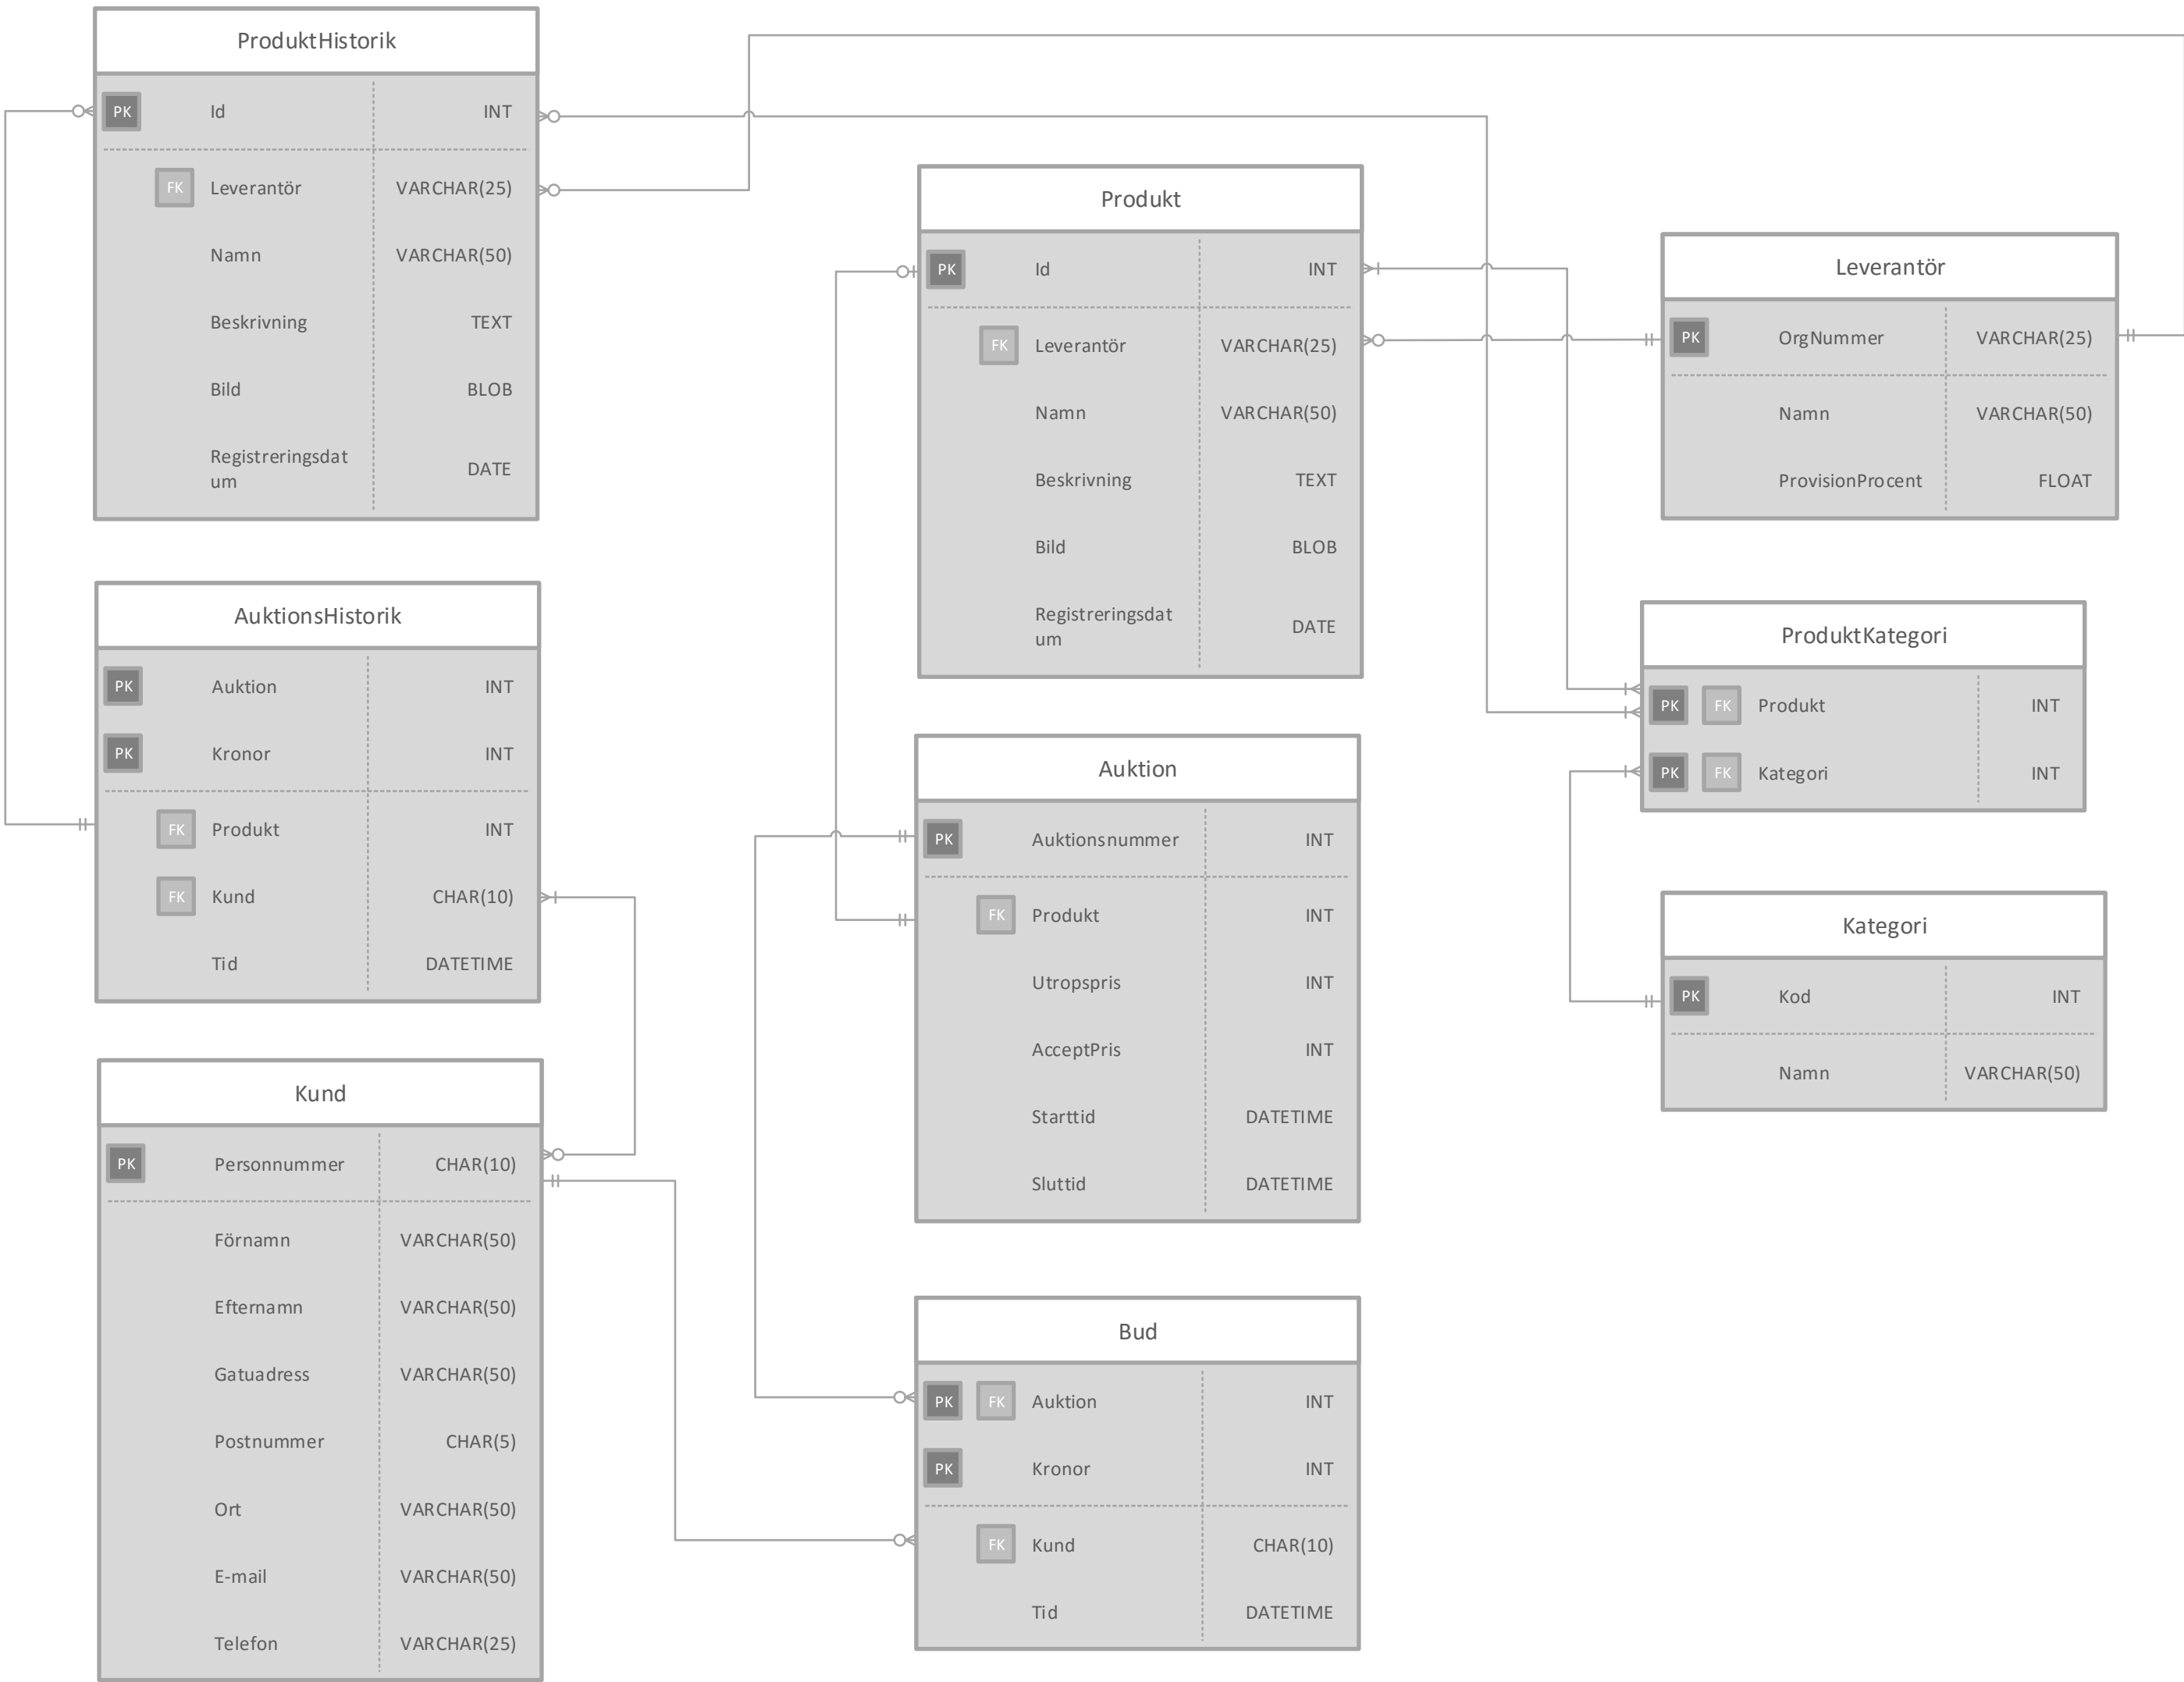 ProduktHistorik
PK Id INT
FK Leverantör VARCHAR(25)
Namn VARCHAR(50)
Beskrivning TEXT
Bild BLOB
Registreringsdat
um DATE
Produkt
PK Id INT
FK Leverantör VARCHAR(25)
Namn VARCHAR(50)
Beskrivning TEXT
Bild BLOB
Registreringsdat
um DATE
Leverantör
PK OrgNummer VARCHAR(25)
Namn VARCHAR(50)
ProvisionProcent FLOAT
AuktionsHistorik
PK Auktion INT
PK Kronor INT
FK Produkt INT
FK Kund CHAR(10)
Tid DATETIME
Auktion
PK Auktionsnummer INT
FK Produkt INT
Utropspris INT
AcceptPris INT
Starttid DATETIME
Sluttid DATETIME
ProduktKategori
PK FK Produkt INT
PK FK Kategori INT
Kategori
PK Kod INT
Namn VARCHAR(50)
Kund
PK Personnummer CHAR(10)
Förnamn VARCHAR(50)
Efternamn VARCHAR(50)
Gatuadress VARCHAR(50)
Postnummer CHAR(5)
Ort VARCHAR(50)
E-mail VARCHAR(50)
Telefon VARCHAR(25)
Bud
PK FK Auktion INT
PK Kronor INT
FK Kund CHAR(10)
Tid DATETIME